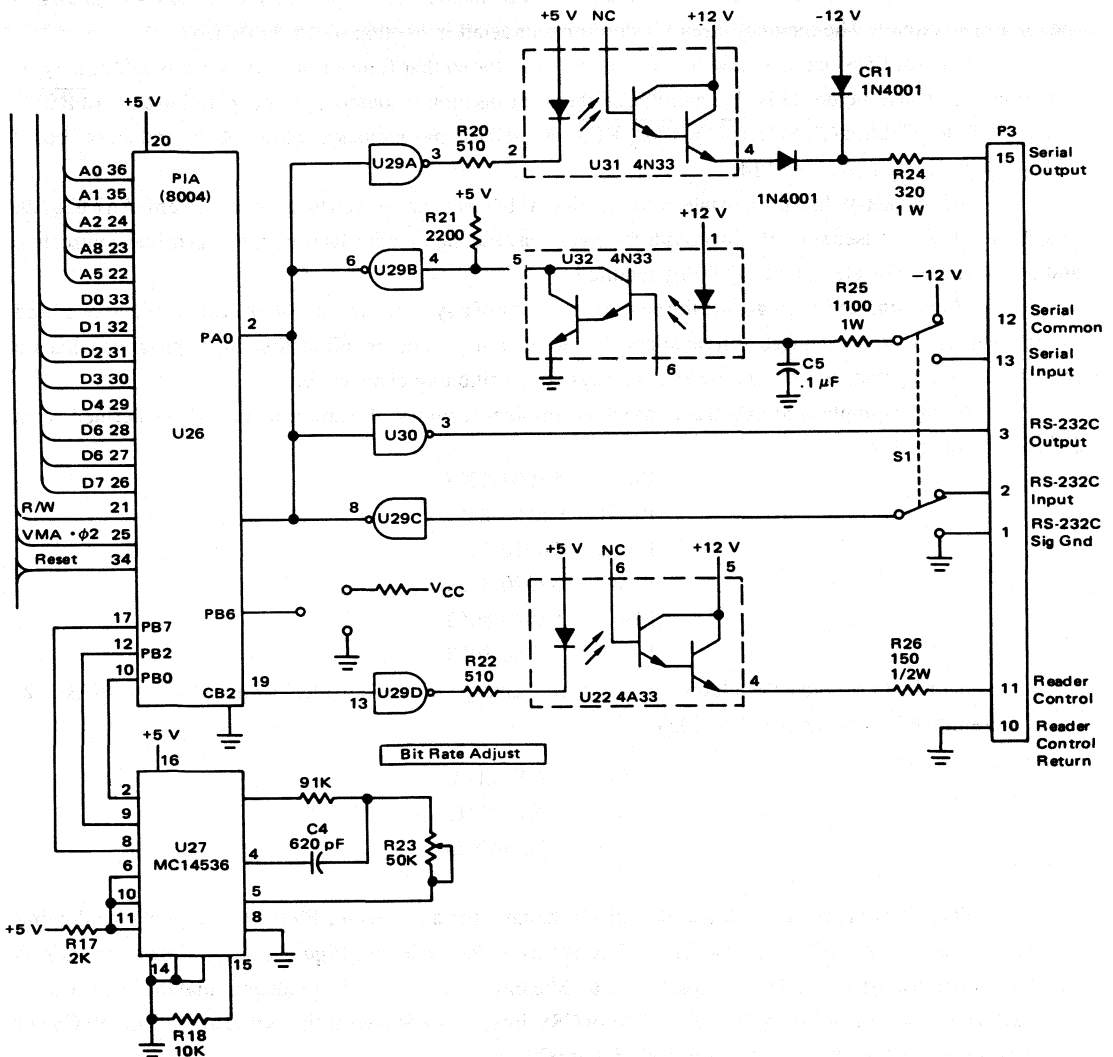 +5 V
NC
+12 V
-12 V
CR1
1N4001
P3
+5 V
20
PIA
(8004)
U26
A0 36
A1 35
A2 24
A8 23
A5 22
D0 33
D1 32
D2 31
D3 30
D4 29
D6 28
D6 27
D7 26
R/W
21
VMA · φ2
25
Reset
34
17
PB7
12
PB2
10
PB0
PA0
2
PB6
CB2
19
U29A
3
R20
510
2
U31 4N33
4
1N4001
R24
320
1 W
15
Serial
Output
+5 V
R21
2200
6
U29B
4
5
U32 4N33
6
+12 V
1
C5
.1 μF
R25
1100
1W
−12 V
12
Serial
Common
13
Serial
Input
U30
3
3
RS-232C
Output
S1
8
U29C
2
RS-232C
Input
1
RS-232C
Sig Gnd
VCC
+5 V
NC
6
+12 V
5
13
U29D
R22
510
U22 4A33
4
R26
150
1/2W
11
Reader
Control
10
Reader
Control
Return
Bit Rate Adjust
+5 V
16
U27
MC14536
2
9
8
6
10
11
+5 V
R17
2K
14
15
R18
10K
91K
C4
620 pF
4
R23
50K
5
8